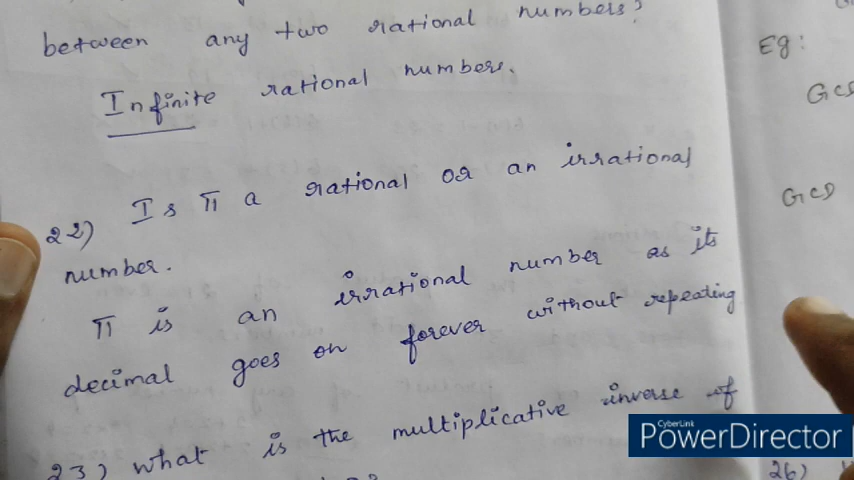 between any two rational numbers?
Infinite rational numbers.
22) Is π a rational or an irrational
number.
π is an irrational number as its
decimal goes on forever without repeating
23) what is the multiplicative inverse of
Eg:
GCD
GCD
26)
CyberLink
PowerDirector